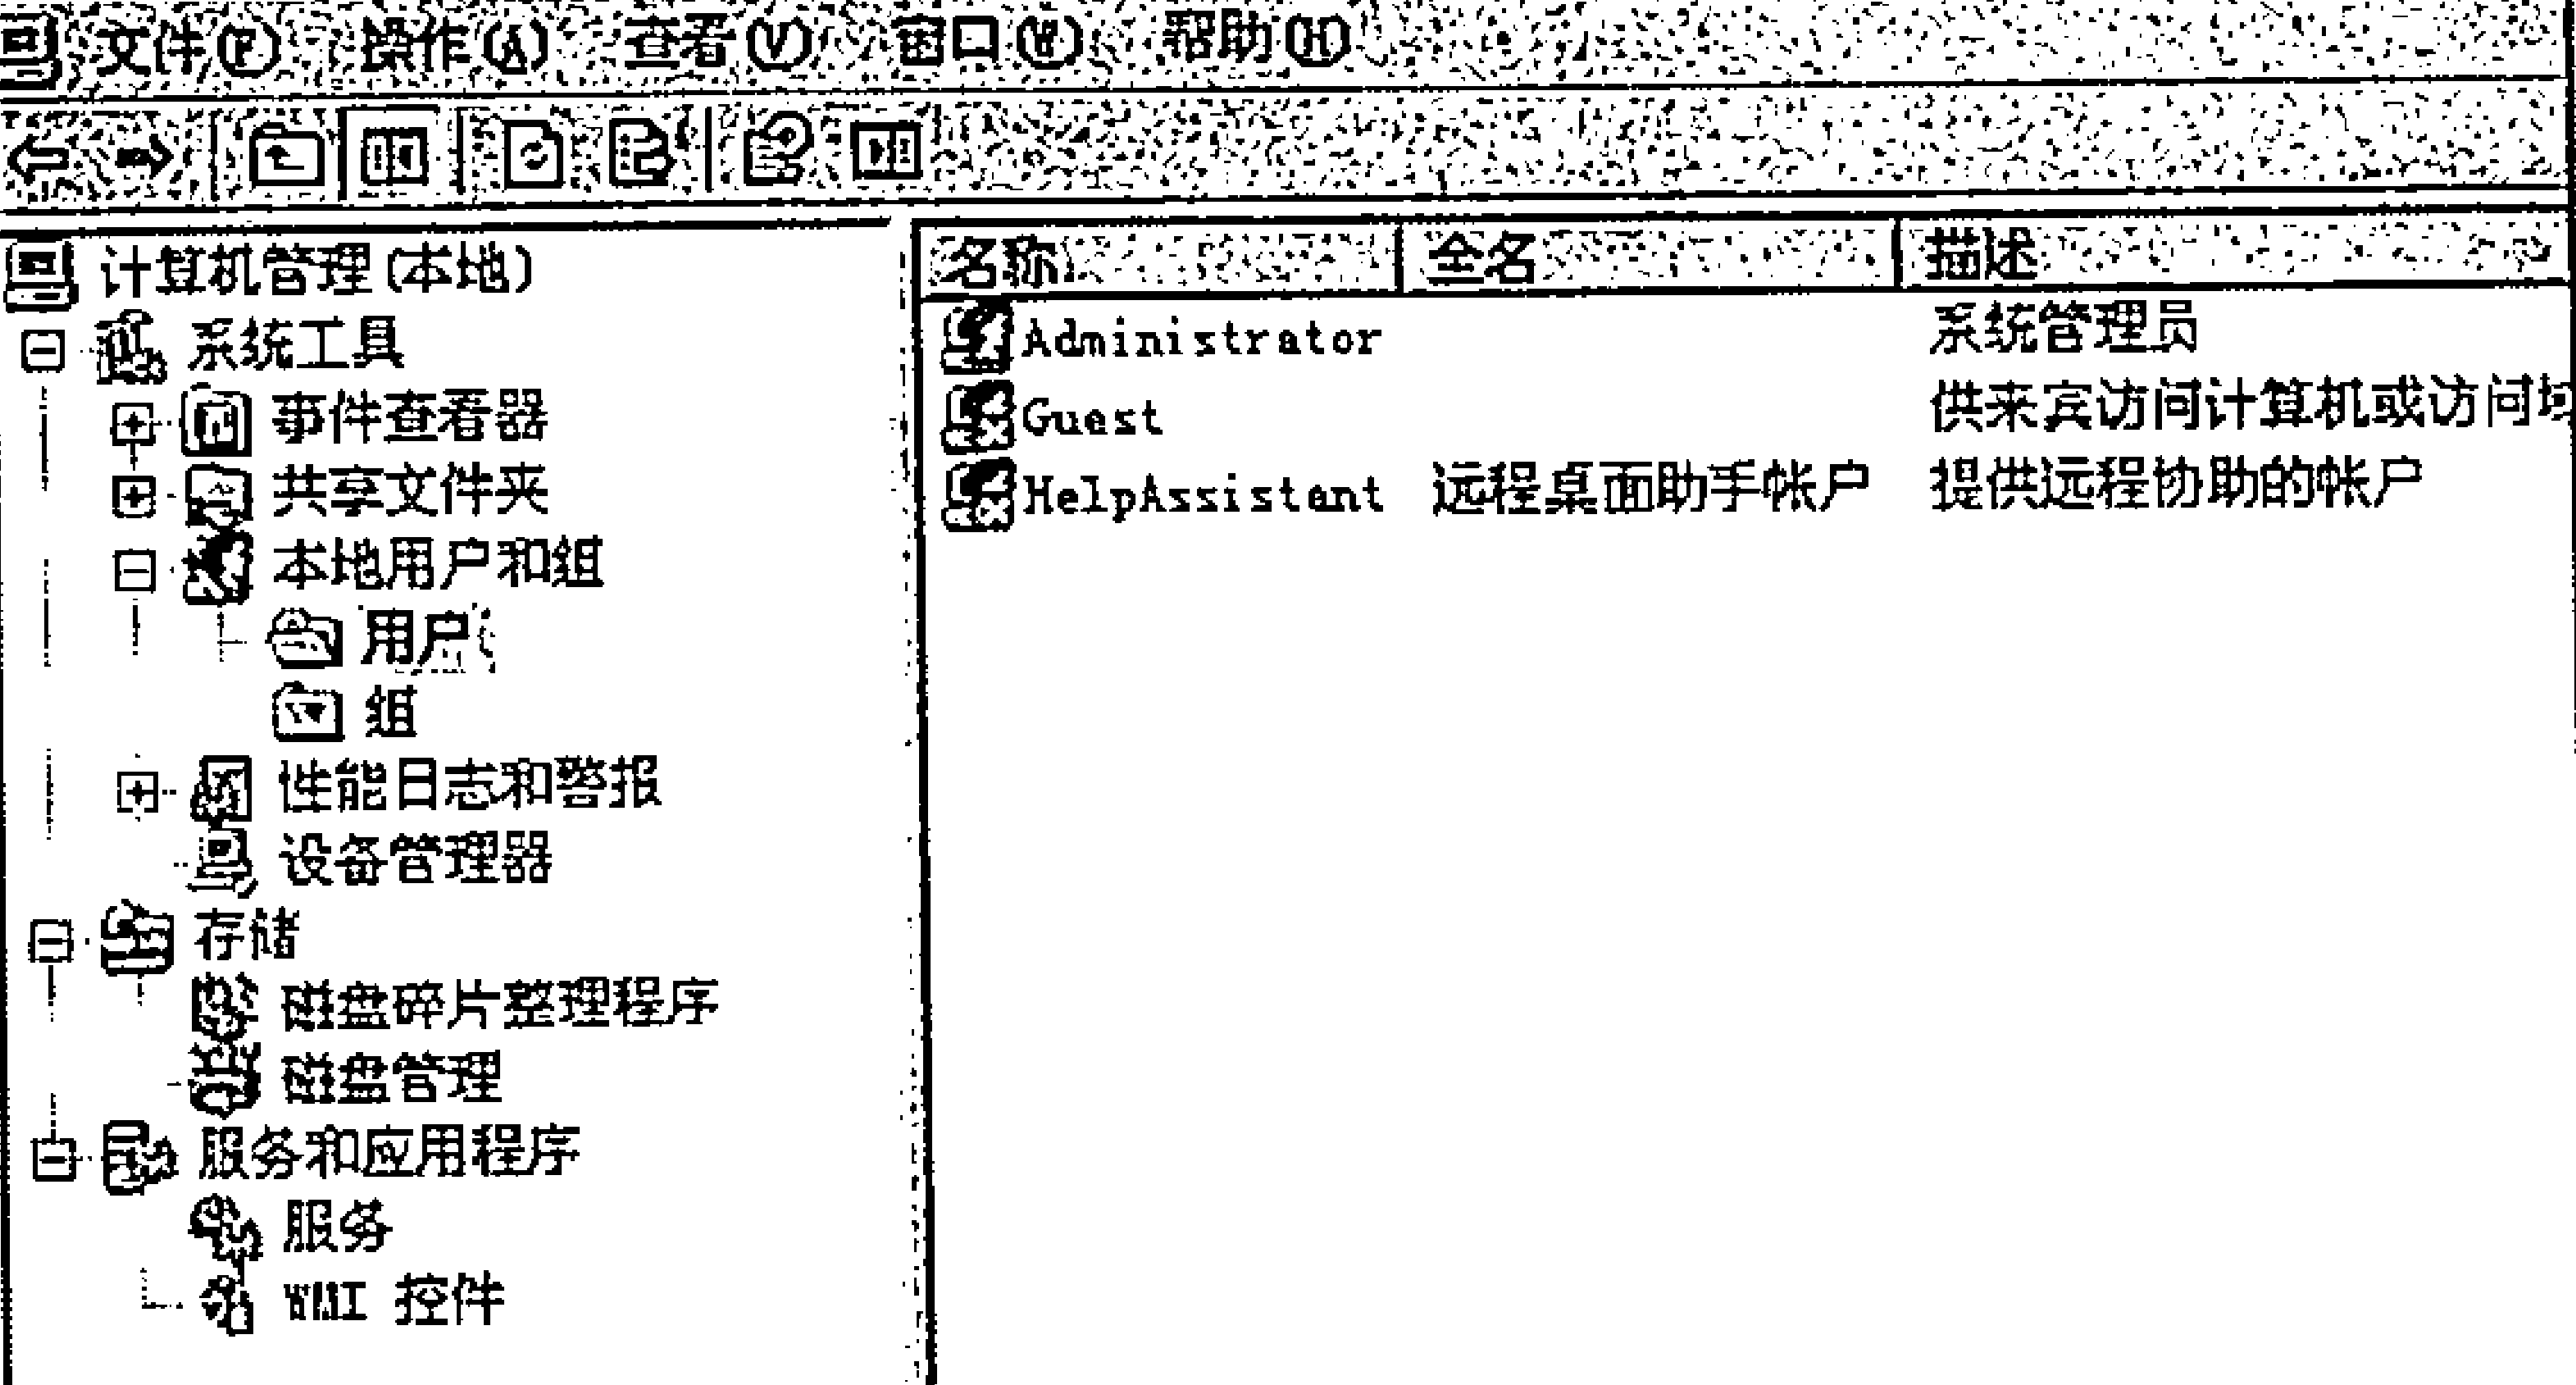 文件(F) 操作(A) 查看(V) 窗口(W) 帮助(H)
计算机管理(本地)
系统工具
事件查看器
共享文件夹
本地用户和组
用户
组
性能日志和警报
设备管理器
存储
磁盘碎片整理程序
磁盘管理
服务和应用程序
服务
WMI 控件
名称 全名 描述
Administrator 系统管理员
Guest 供来宾访问计算机或访问域
HelpAssistant 远程桌面助手帐户 提供远程协助的帐户